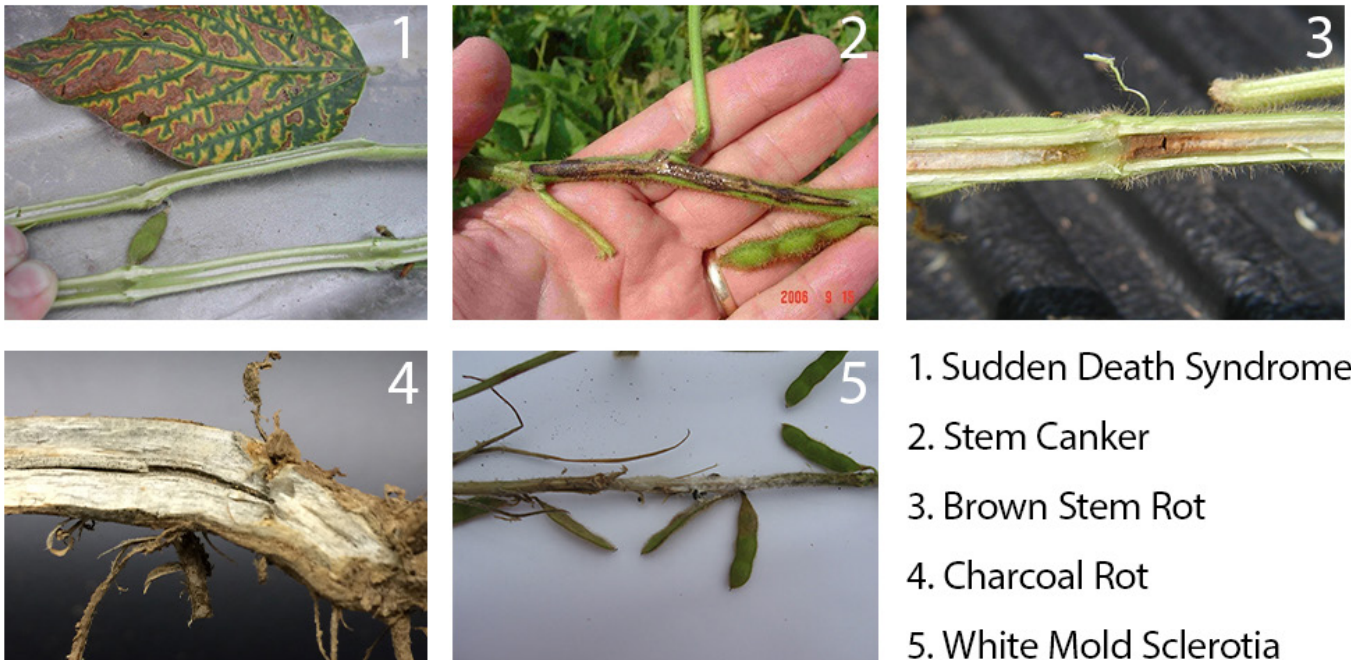 1
2
3
2006 9 15
4
5
1. Sudden Death Syndrome
2. Stem Canker
3. Brown Stem Rot
4. Charcoal Rot
5. White Mold Sclerotia